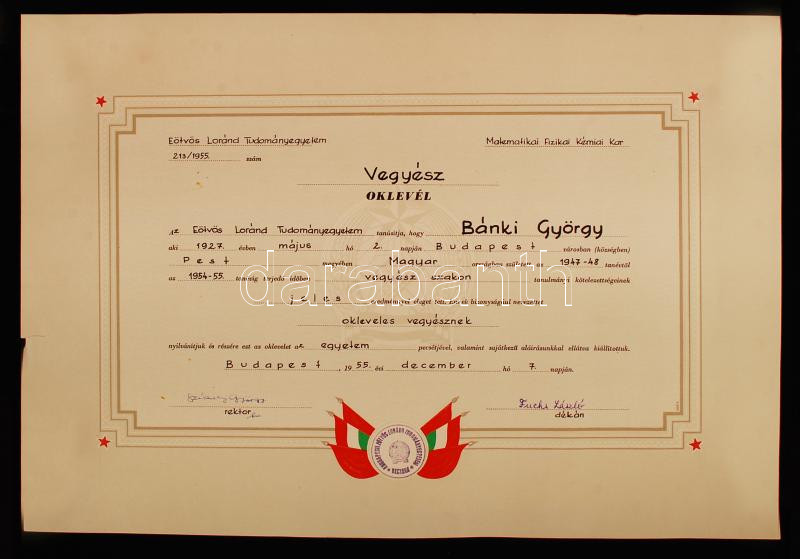 Eötvös Loránd Tudományegyetem
Matematikai Fizikai Kémiai Kar
213/1955. szám
Vegyész
OKLEVÉL
Az Eötvös Loránd Tudományegyetem tanúsítja, hogy Bánki György
aki 1927. évben május hó 2. napján Budapest városban (községben)
Pest megyében Magyar országban született az 1947-48 tanévtől
az 1954-55. tanévig terjedő időben vegyész szakon tanulmányi kötelezettségeinek
jeles eredménnyel eleget tett, ennek bizonyságául nevezettet
okleveles vegyésznek
nyilvánítjuk és részére ezt az oklevelet az egyetem pecsétjével, valamint sajátkezű aláírásunkkal ellátva kiállítottuk.
Budapest, 1955. évi december hó 7. napján.
Fuchs László
rektor
dékán
darabanth